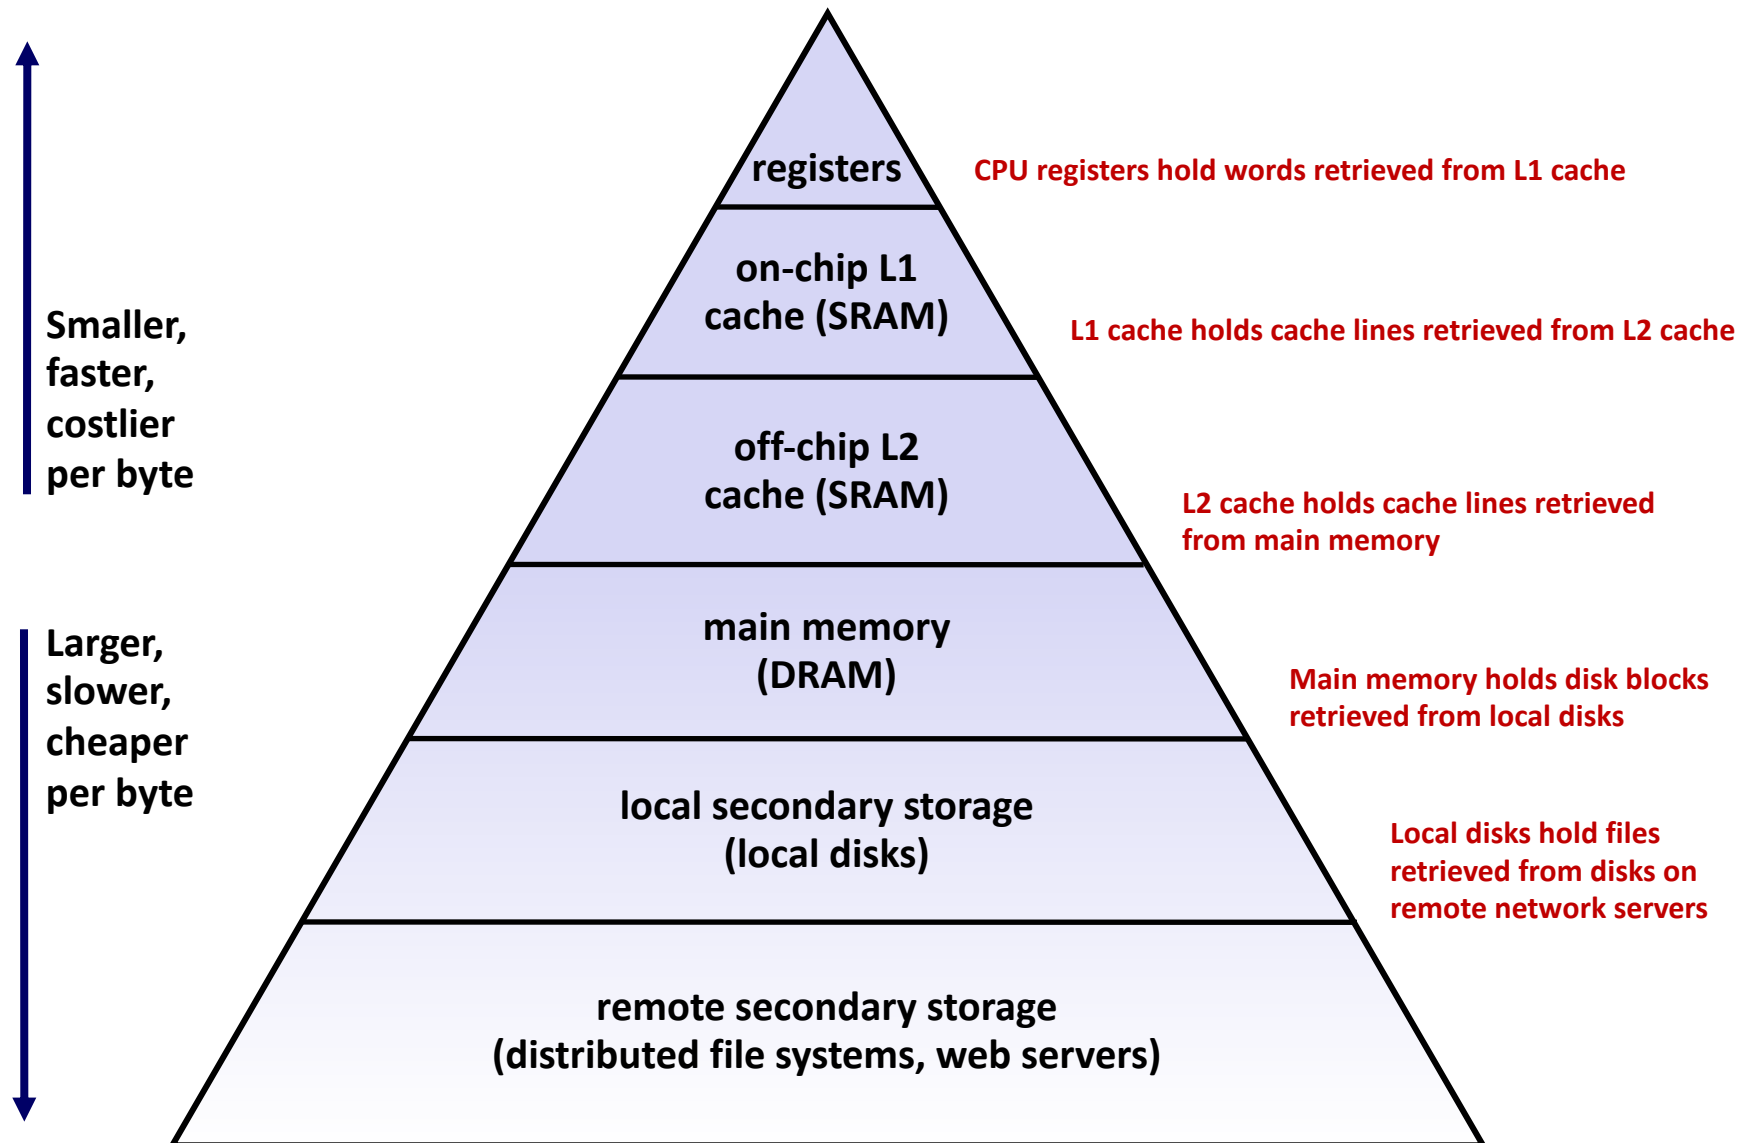 registers
CPU registers hold words retrieved from L1 cache
on-chip L1
cache (SRAM)
L1 cache holds cache lines retrieved from L2 cache
Smaller,
faster,
costlier
per byte
off-chip L2
cache (SRAM)
L2 cache holds cache lines retrieved
from main memory
Larger,
slower,
cheaper
per byte
main memory
(DRAM)
Main memory holds disk blocks
retrieved from local disks
local secondary storage
(local disks)
Local disks hold files
retrieved from disks on
remote network servers
remote secondary storage
(distributed file systems, web servers)